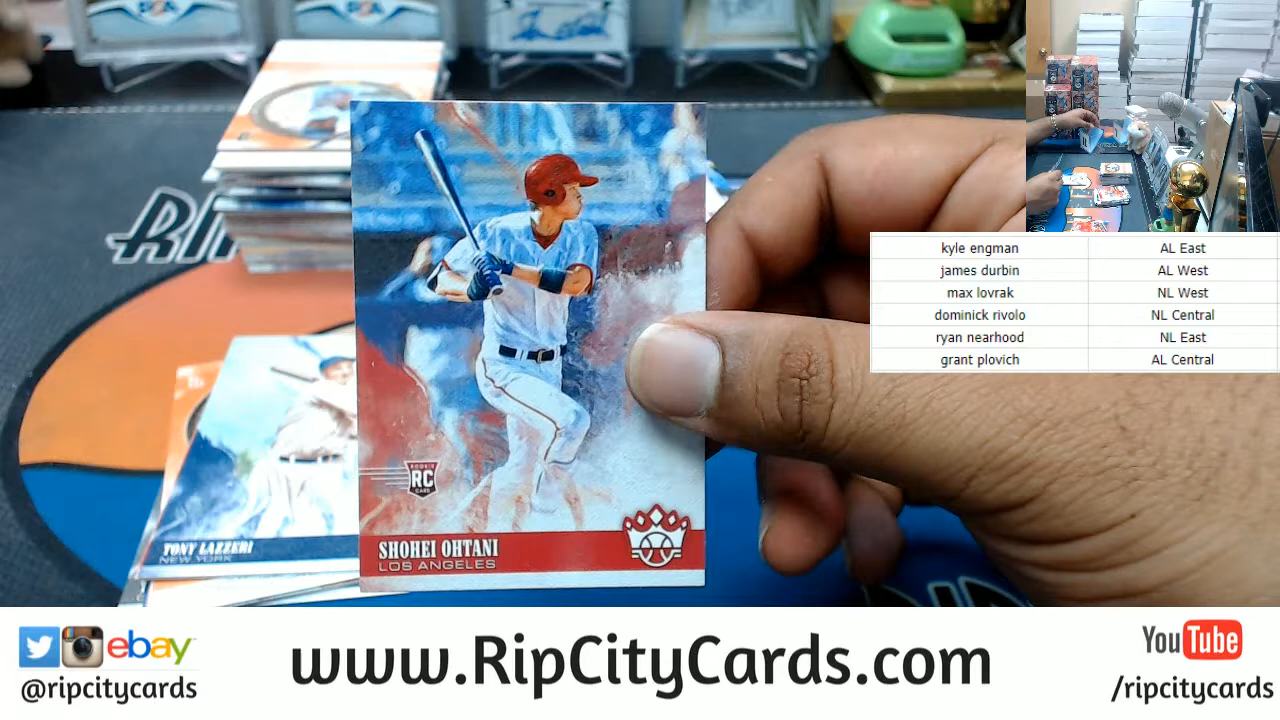 RI
kyle engman AL East
james durbin AL West
max lovrak NL West
dominick rivolo NL Central
ryan nearhood NL East
grant plovich AL Central
ROOKIE
RC
CARD
TONY LAZZERI
NEW YORK
SHOHEI OHTANI
LOS ANGELES
ebay
@ripcitycards
www.RipCityCards.com
YouTube
/ripcitycards